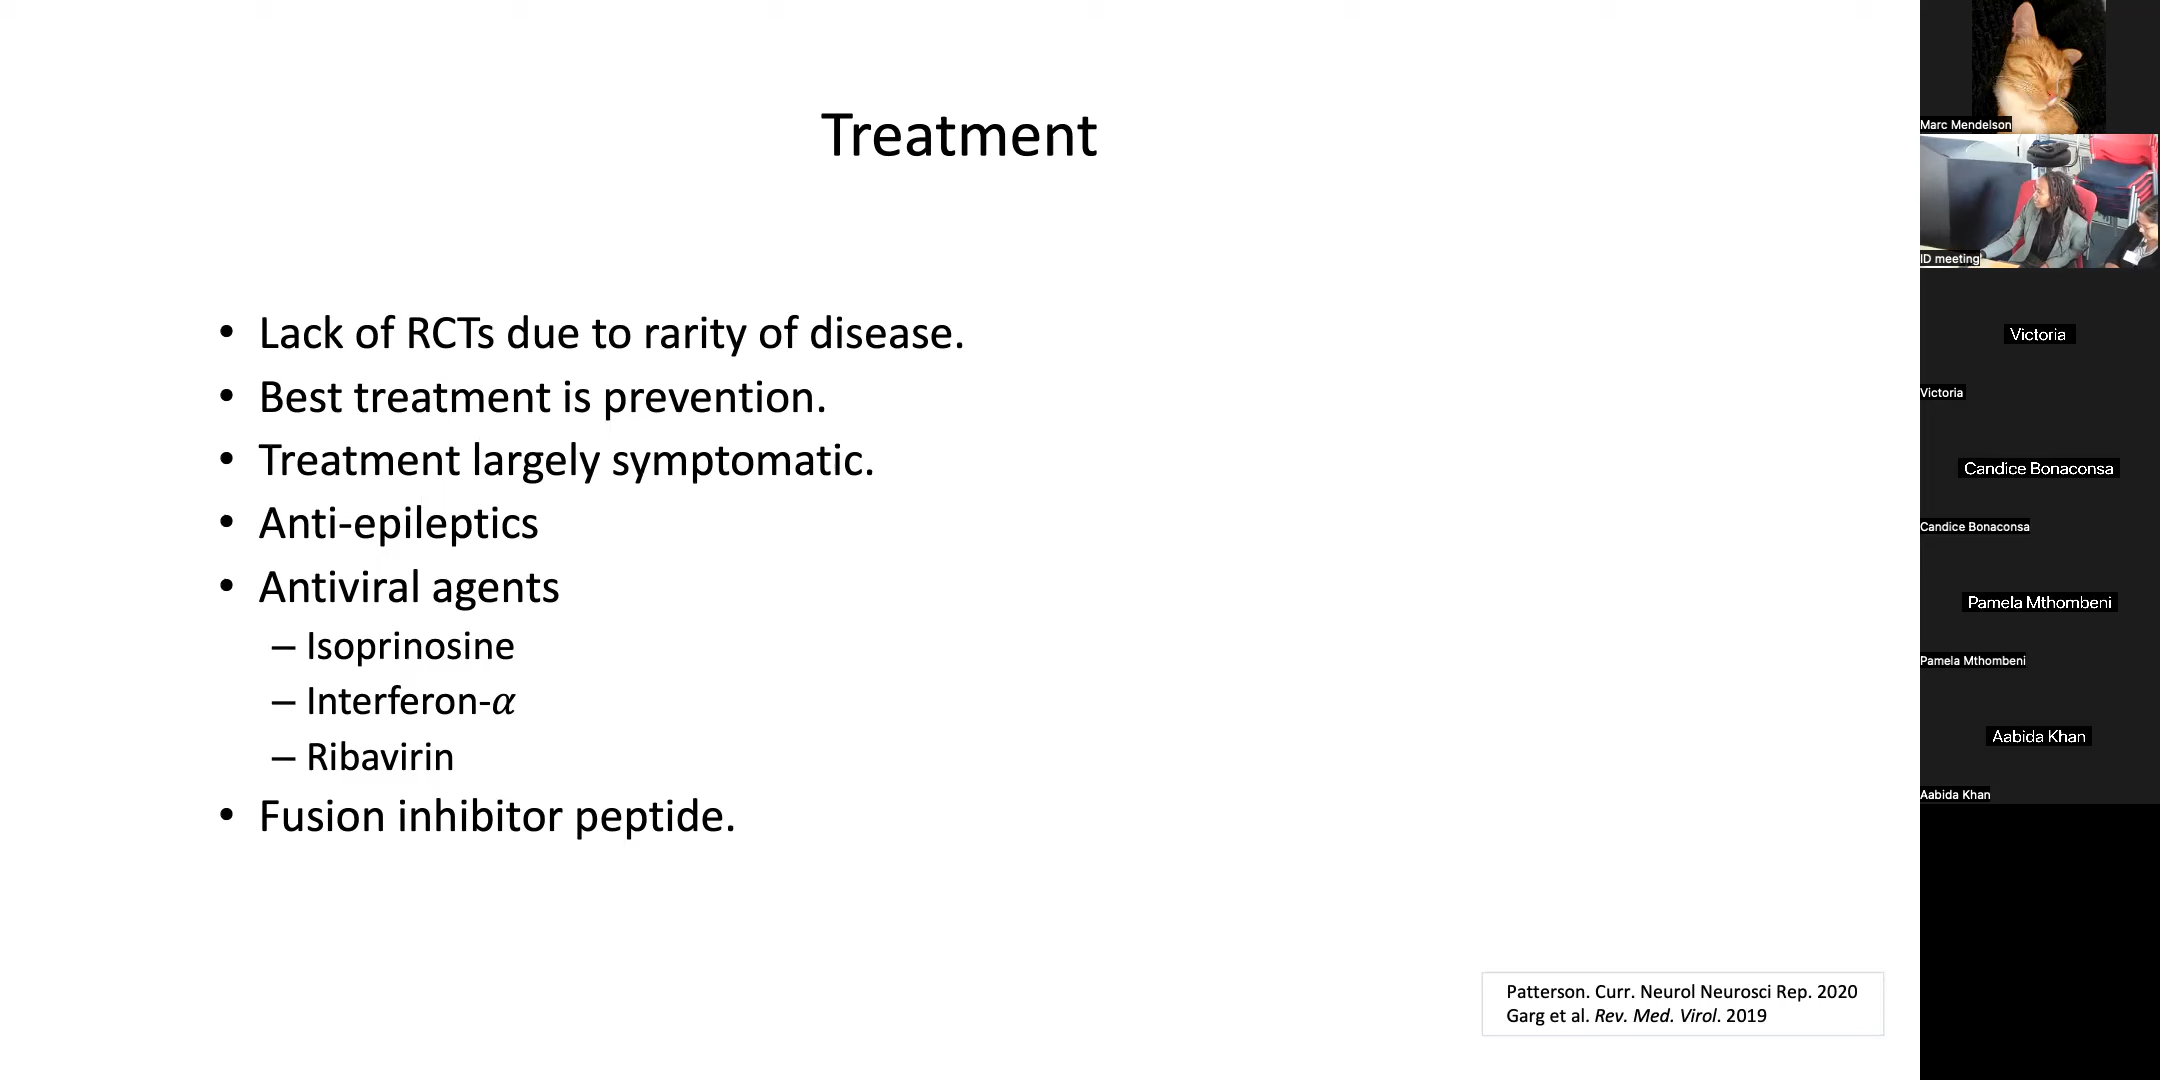 Treatment
• Lack of RCTs due to rarity of disease.
• Best treatment is prevention.
• Treatment largely symptomatic.
• Anti-epileptics
• Antiviral agents
– Isoprinosine
– Interferon-α
– Ribavirin
• Fusion inhibitor peptide.
Patterson. Curr. Neurol Neurosci Rep. 2020
Garg et al. Rev. Med. Virol. 2019
Marc Mendelson
ID meeting
Victoria
Victoria
Candice Bonaconsa
Candice Bonaconsa
Pamela Mthombeni
Pamela Mthombeni
Aabida Khan
Aabida Khan